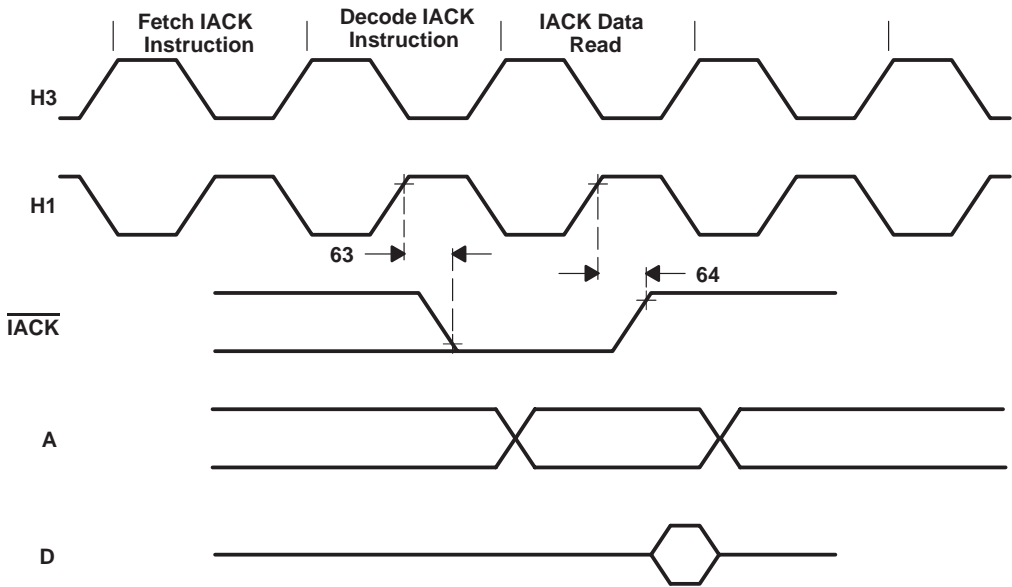 Fetch IACK
Instruction
Decode IACK
Instruction
IACK Data
Read
H3
H1
63
64
IACK
A
D